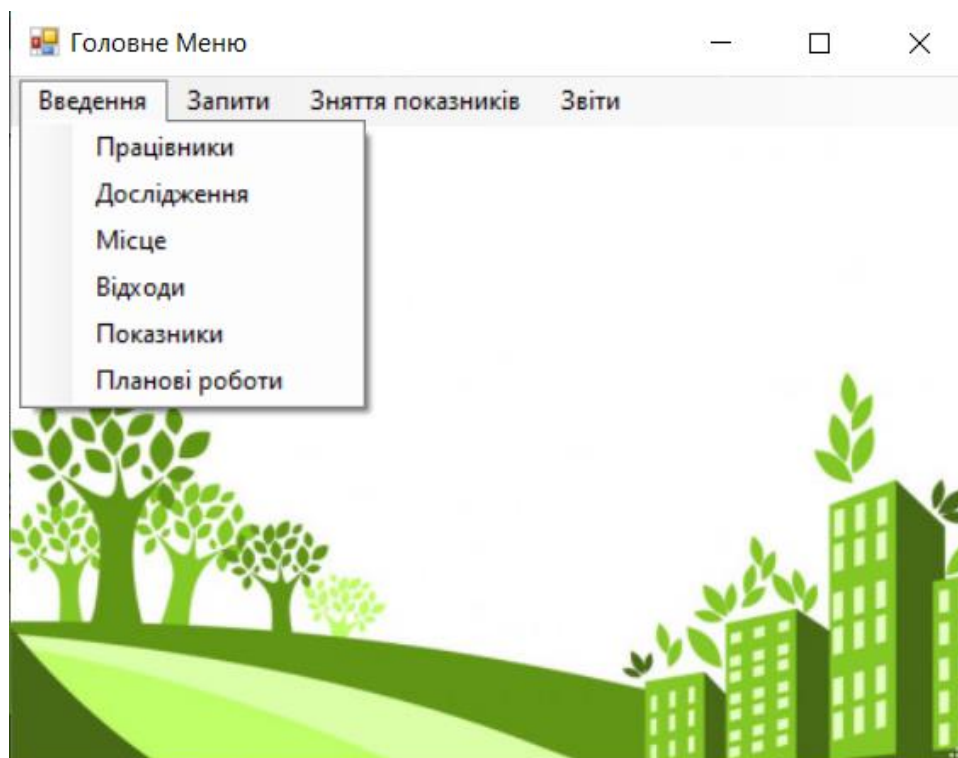 Головне Меню
Введення Запити Зняття показників Звіти
Працівники
Дослідження
Місце
Відходи
Показники
Планові роботи